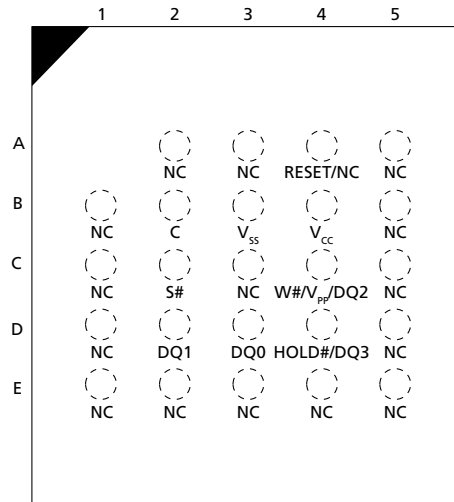 1 2 3 4 5
A
NC NC RESET/NC NC
B
NC C VSS VCC NC
C
NC S# NC W#/VPP/DQ2 NC
D
NC DQ1 DQ0 HOLD#/DQ3 NC
E
NC NC NC NC NC